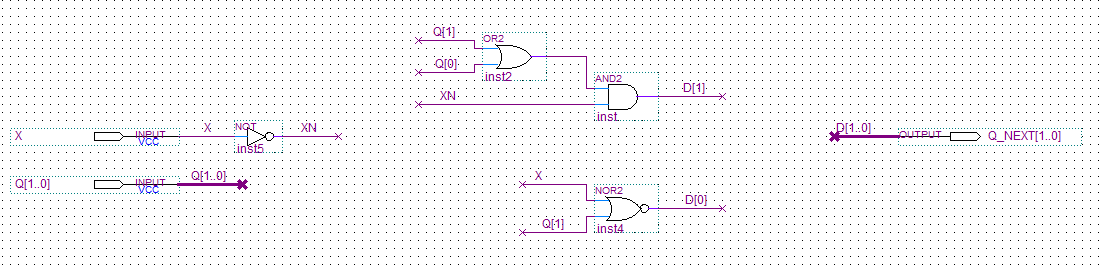 Q[1]
OR2
Q[0]
inst2
AND2
XN
D[1]
inst
X
INPUT
VCC
X
NOT
XN
inst5
D[1..0]
OUTPUT
Q_NEXT[1..0]
Q[1..0]
INPUT
VCC
Q[1..0]
X
NOR2
D[0]
Q[1]
inst4